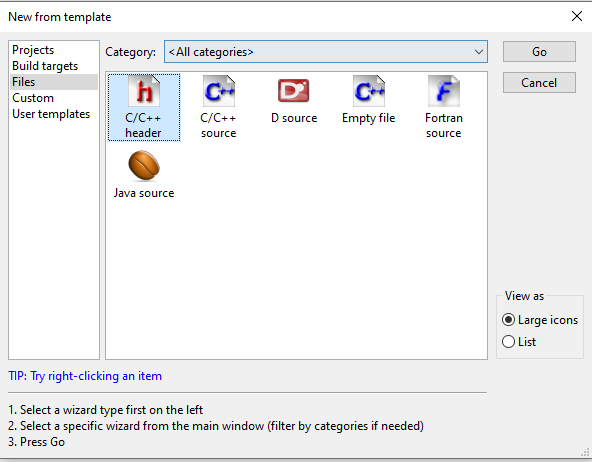 New from template
Projects
Build targets
Files
Custom
User templates
Category:
<All categories>
Go
Cancel
C/C++
header
C/C++
source
D source
Empty file
Fortran
source
Java source
View as
Large icons
List
TIP: Try right-clicking an item
1. Select a wizard type first on the left
2. Select a specific wizard from the main window (filter by categories if needed)
3. Press Go